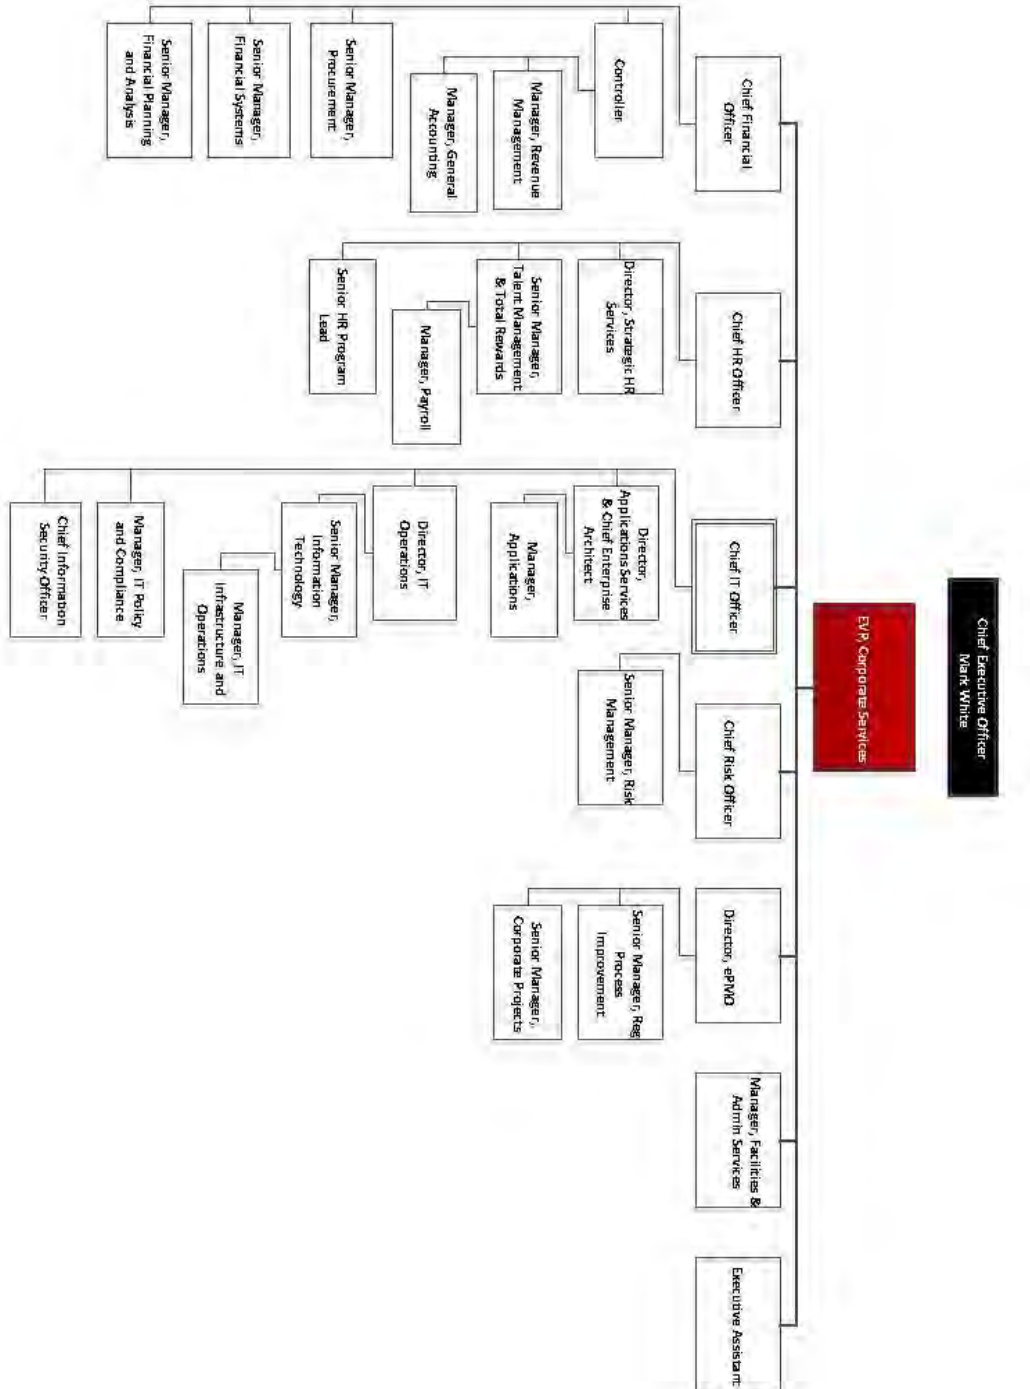 Chief Executive Officer
Mark White
EVP, Corporate Services
Chief Financial
Officer
Controller
Manager, Revenue
Management
Manager, General
Accounting
Senior Manager,
Procurement
Senior Manager,
Financial Systems
Senior Manager,
Financial Planning
and Analysis
Chief HR Officer
Director, Strategic HR
Services
Senior Manager,
Talent Management
& Total Rewards
Manager, Payroll
Senior HR Program
Lead
Chief IT Officer
Director,
Applications Services
& Chief Enterprise
Architect
Manager,
Applications
Director, IT
Operations
Senior Manager,
Information
Technology
Manager, IT
Infrastructure and
Operations
Manager, IT Policy
and Compliance
Chief Information
Security Officer
Chief Risk Officer
Senior Manager, Risk
Management
Director, ePMO
Senior Manager, Reg
Process
Improvement
Senior Manager,
Corporate Projects
Manager, Facilities &
Admin Services
Executive Assistant